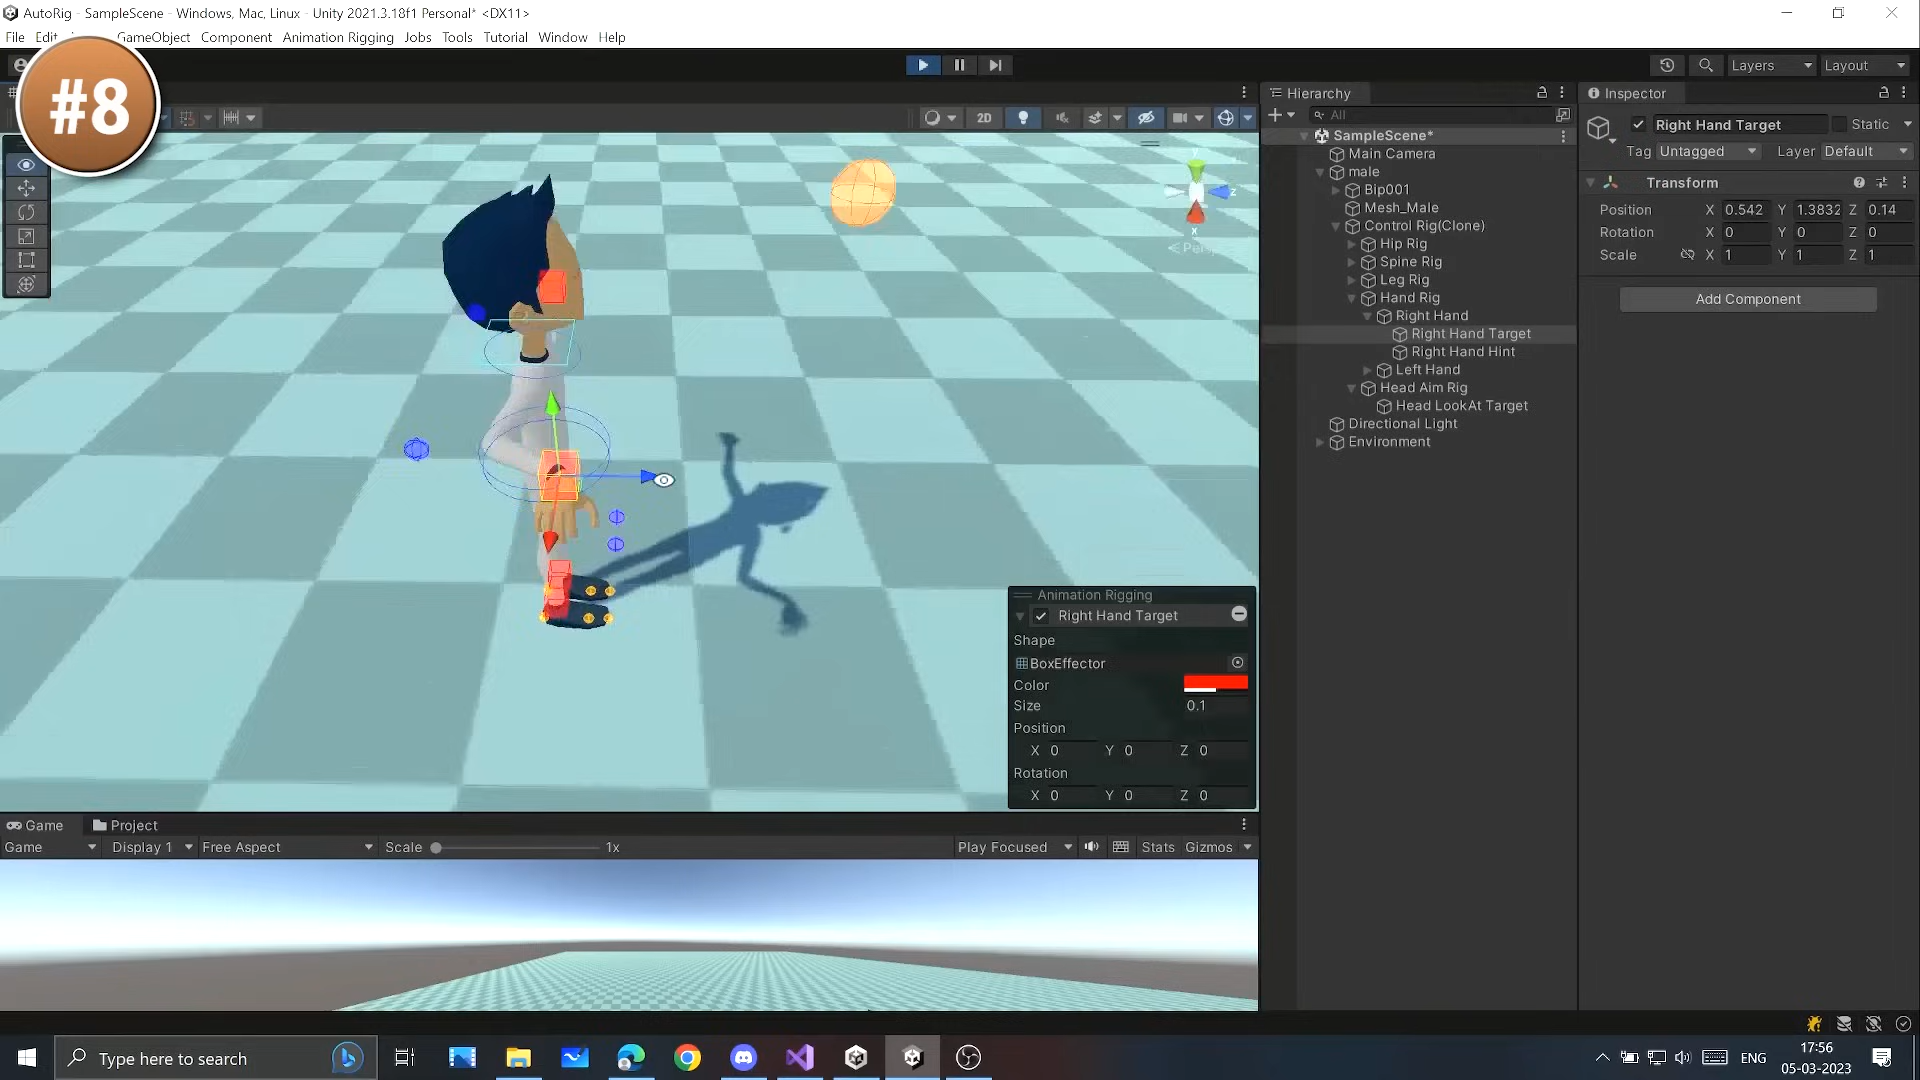 AutoRig - SampleScene - Windows, Mac, Linux - Unity 2021.3.18f1 Personal* <DX11>
File Edit GameObject Component Animation Rigging Jobs Tools Tutorial Window Help
#8
Layers Layout
2D
Hierarchy
All
SampleScene*
Main Camera
male
Bip001
Mesh_Male
Control Rig(Clone)
Hip Rig
Spine Rig
Leg Rig
Hand Rig
Right Hand
Right Hand Target
Right Hand Hint
Left Hand
Head Aim Rig
Head LookAt Target
Directional Light
Environment
Inspector
Right Hand Target Static
Tag Untagged Layer Default
Transform
Position X 0.542 Y 1.3832 Z 0.14
Rotation X 0 Y 0 Z 0
Scale X 1 Y 1 Z 1
Add Component
z
x
Animation Rigging
Right Hand Target
Shape
BoxEffector
Color
Size 0.1
Position
X 0 Y 0 Z 0
Rotation
X 0 Y 0 Z 0
Game Project
Game Display 1 Free Aspect Scale 1x Play Focused Stats Gizmos
Type here to search
ENG
17:56
05-03-2023